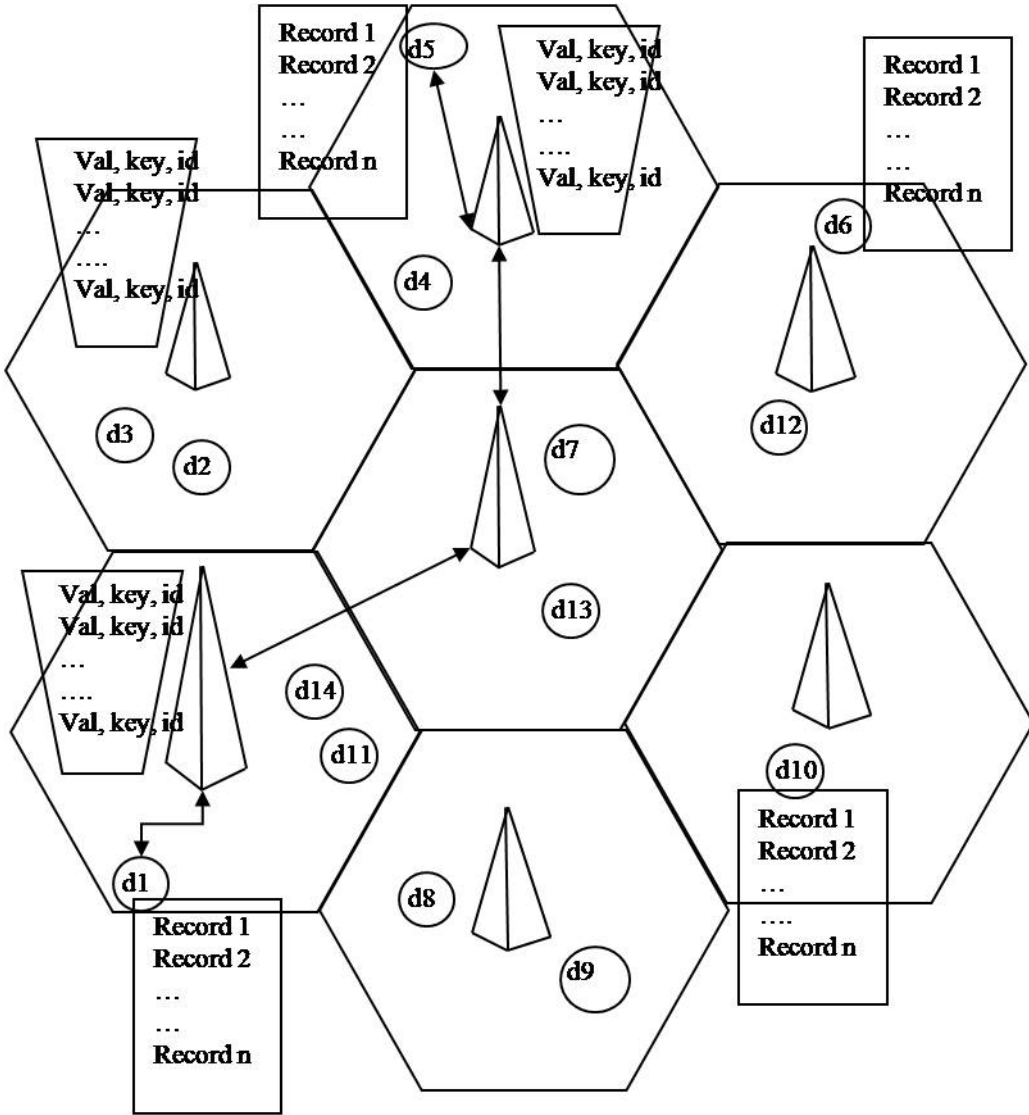 Record 1
Record 2
…
…
Record n
d5
Val, key, id
Val, key, id
…
….
Val, key, id
Record 1
Record 2
…
…
Record n
Val, key, id
Val, key, id
…
….
Val, key, id
d6
d4
d3
d2
d12
d7
d13
Val, key, id
Val, key, id
…
….
Val, key, id
d14
d11
d10
Record 1
Record 2
…
….
Record n
d1
Record 1
Record 2
…
…
Record n
d8
d9